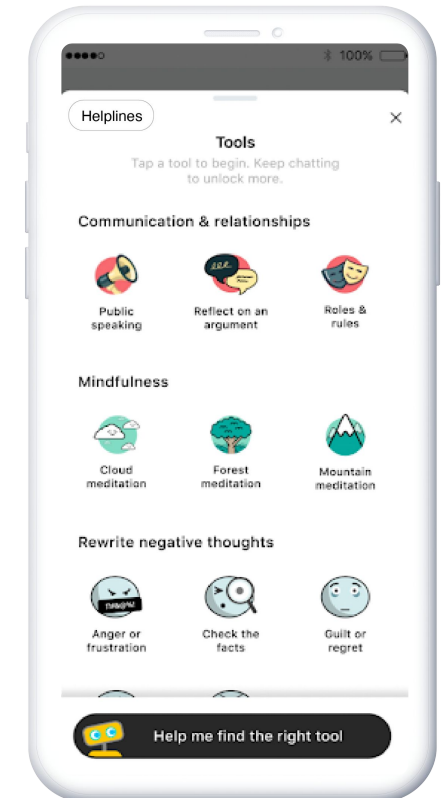 100%
Helplines
Tools
Tap a tool to begin. Keep chatting
to unlock more.
Communication & relationships
Public
speaking
Reflect on an
argument
Roles &
rules
Mindfulness
Cloud
meditation
Forest
meditation
Mountain
meditation
Rewrite negative thoughts
Anger or
frustration
Check the
facts
Guilt or
regret
Help me find the right tool